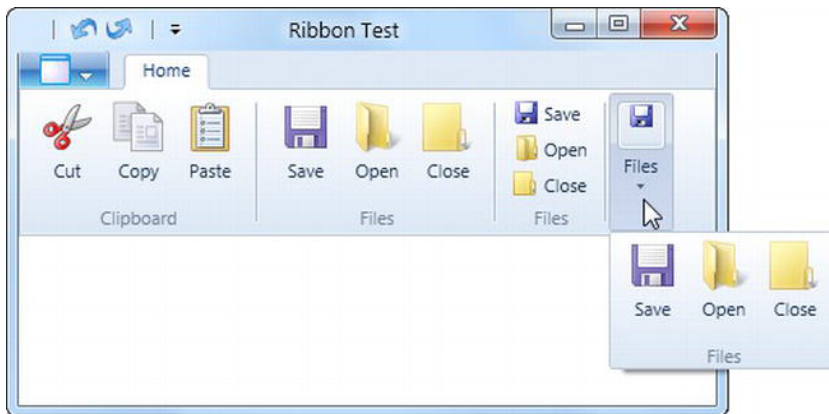 Ribbon Test
Home
Cut Copy Paste
Clipboard
Save Open Close
Files
Save
Open
Close
Files
Files
Save Open Close
Files